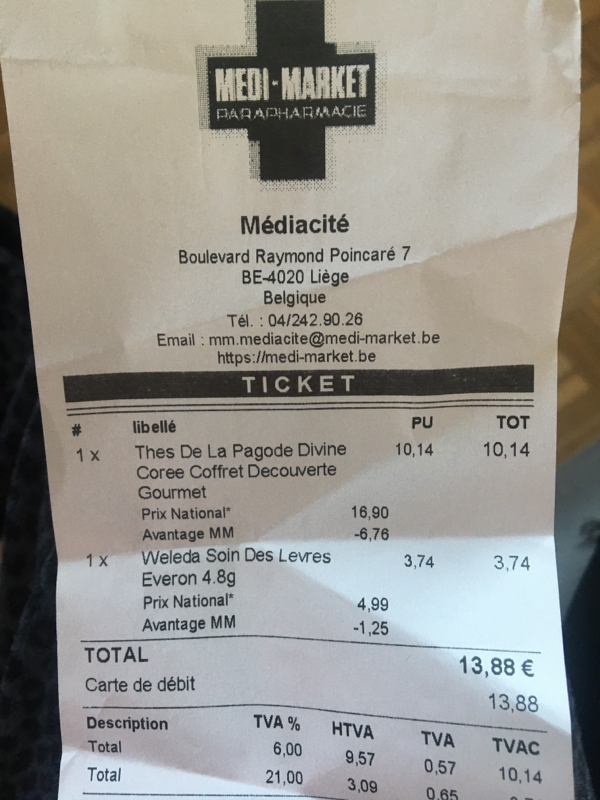 MEDI-MARKET
PARAPHARMACIE
Médiacité
Boulevard Raymond Poincaré 7
BE-4020 Liège
Belgique
Tél. : 04/242.90.26
Email : mm.mediacite@medi-market.be
https://medi-market.be
TICKET
# libellé PU TOT
1 x Thes De La Pagode Divine 10,14 10,14
Coree Coffret Decouverte
Gourmet
Prix National* 16,90
Avantage MM -6,76
1 x Weleda Soin Des Levres 3,74 3,74
Everon 4.8g
Prix National* 4,99
Avantage MM -1,25
TOTAL 13,88 €
Carte de débit 13,88
Description TVA % HTVA TVA TVAC
Total 6,00 9,57 0,57 10,14
Total 21,00 3,09 0,65